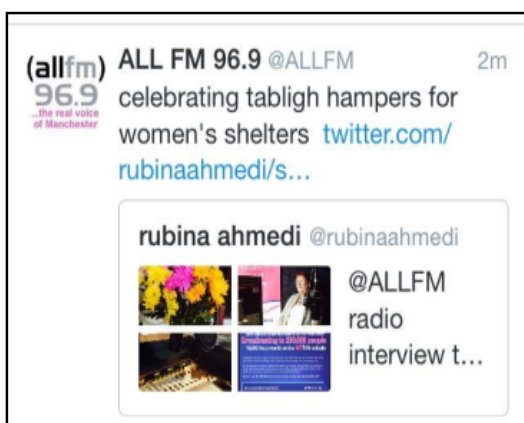 (allfm)
96.9
...the real voice
of Manchester
ALL FM 96.9 @ALLFM 2m
celebrating tabligh hampers for
women's shelters twitter.com/
rubinaahmedi/s...
rubina ahmedi @rubinaahmedi
@ALLFM
radio
interview t...